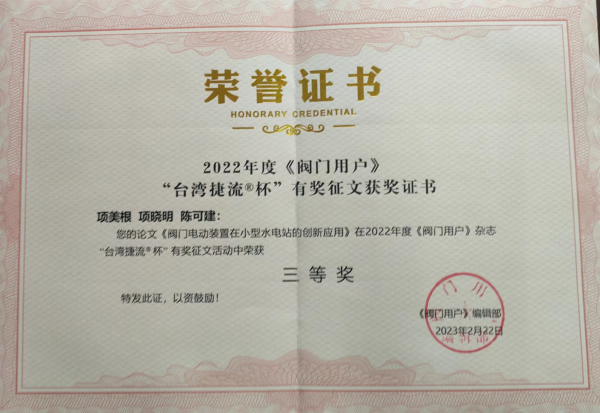 荣誉证书
HONORARY CREDENTIAL
2022年度《阀门用户》
“台湾捷流®杯”有奖征文获奖证书
项美根 项晓明 陈可建：
您的论文《阀门电动装置在小型水电站的创新应用》在2022年度《阀门用户》杂志
“台湾捷流®杯”有奖征文活动中荣获
三等奖
特发此证，以资鼓励！
《阀门用户》编辑部
2023年2月22日